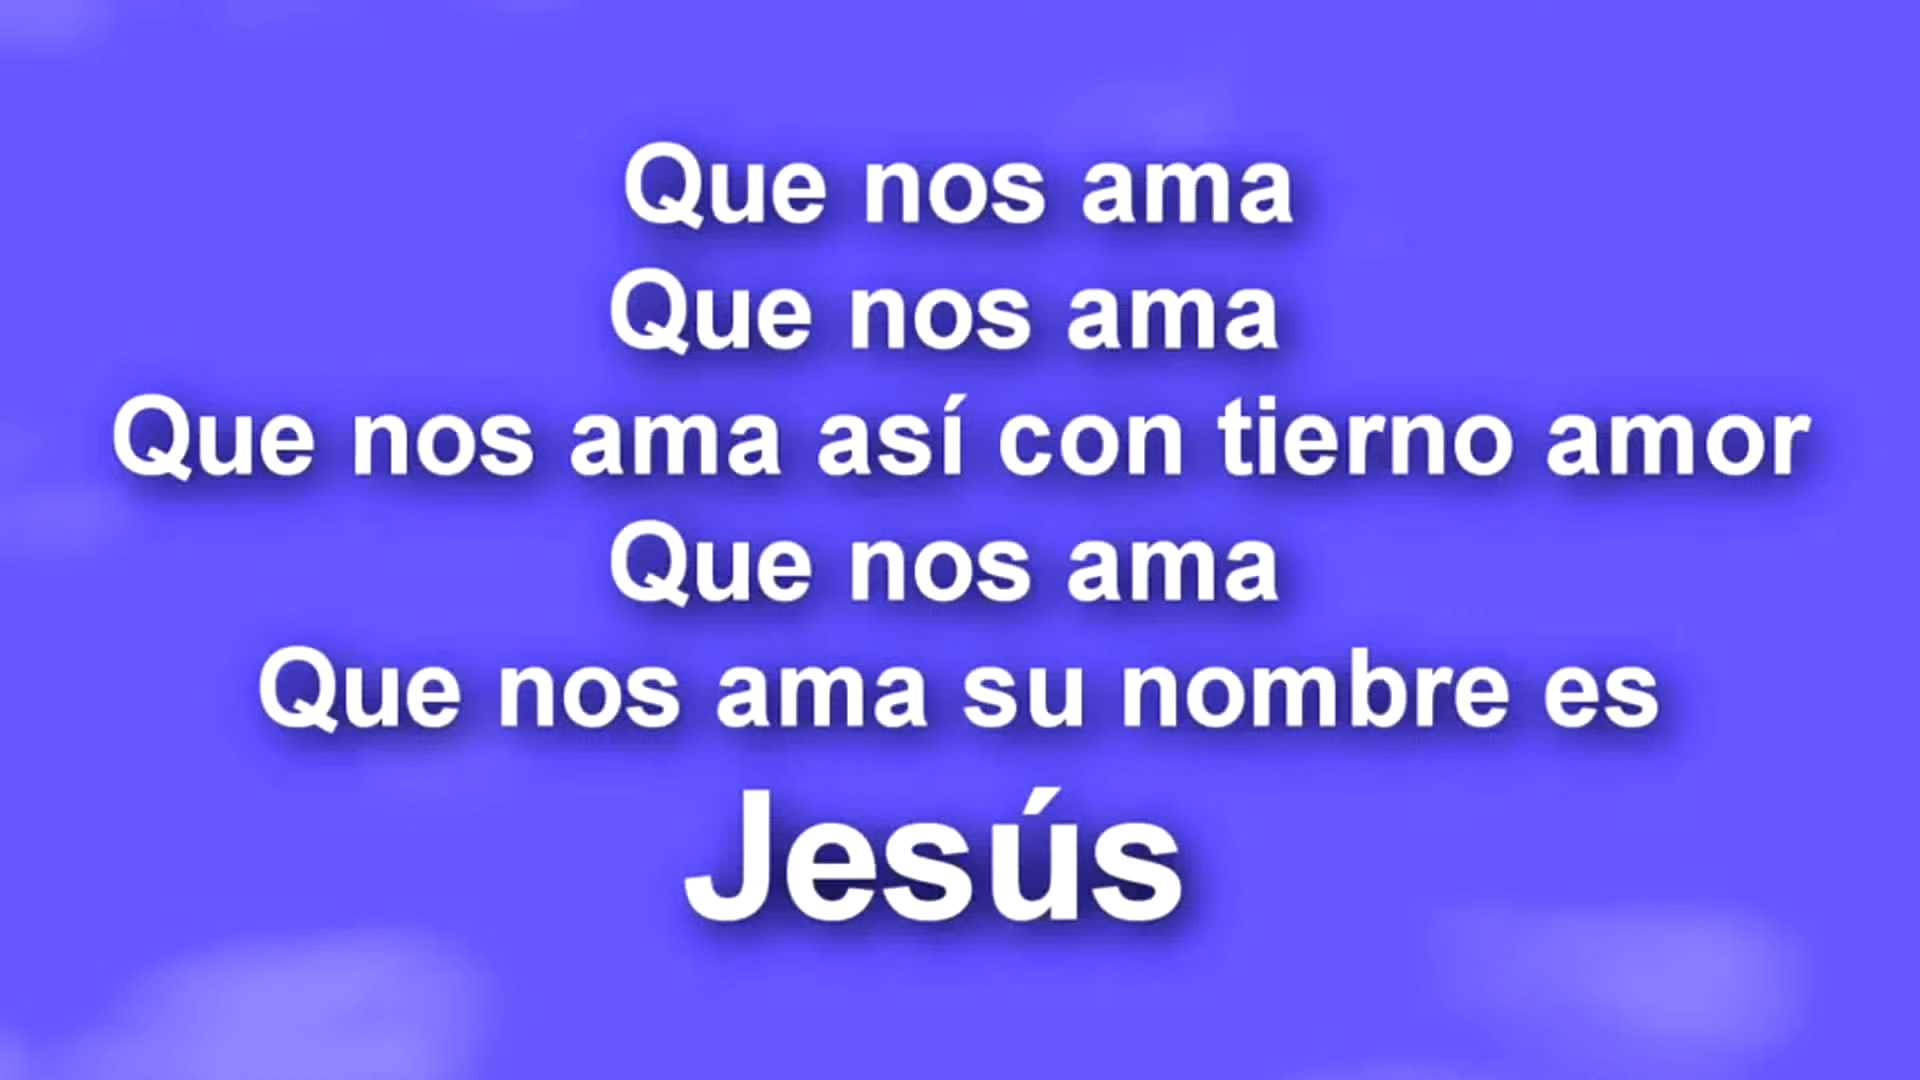 Que nos ama
Que nos ama
Que nos ama así con tierno amor
Que nos ama
Que nos ama su nombre es
Jesús